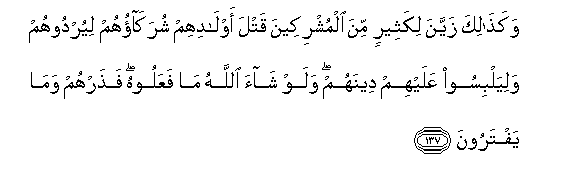 وَكَذَٰلِكَ زَيَّنَ لِكَثِيرٍ مِّنَ ٱلْمُشْرِكِينَ قَتْلَ أَوْلَـٰدِهِمْ شُرَكَآؤُهُمْ لِيُرْدُوهُمْ
وَلِيَلْبِسُوا۟ عَلَيْهِمْ دِينَهُمْ ۖ وَلَوْ شَآءَ ٱللَّهُ مَا فَعَلُوهُ ۖ فَذَرْهُمْ وَمَا
يَفْتَرُونَ ﴿١٣٧﴾